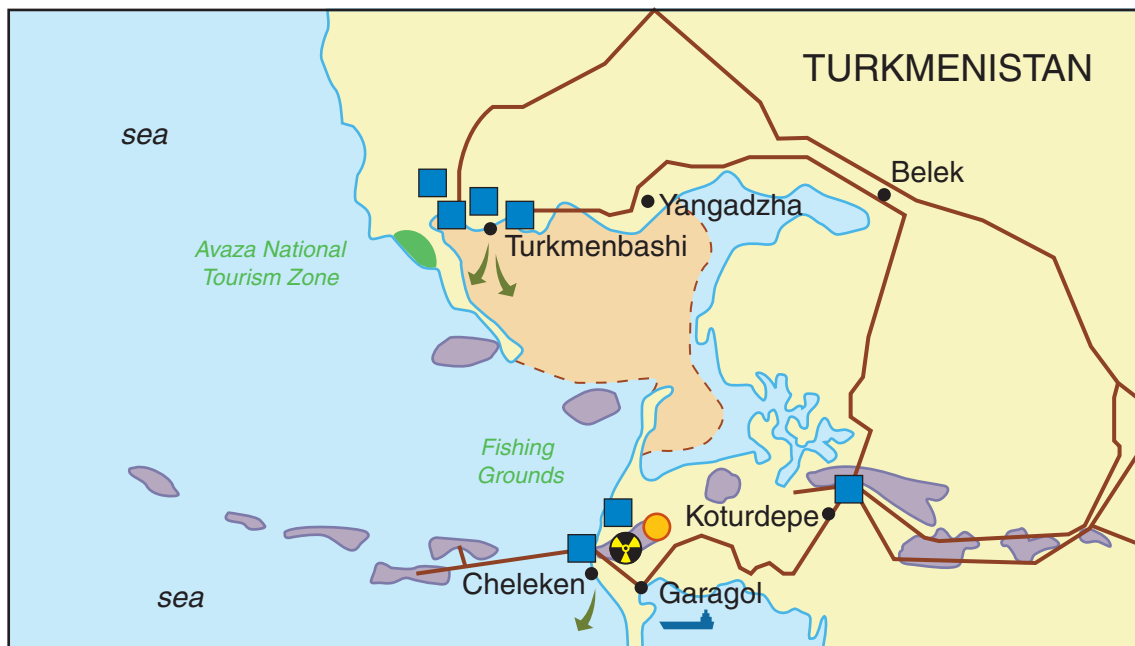 TURKMENISTAN
sea
Belek
Yangadzha
Avaza National
Tourism Zone
Turkmenbashi
Fishing
Grounds
Koturdepe
Cheleken
Garagol
sea